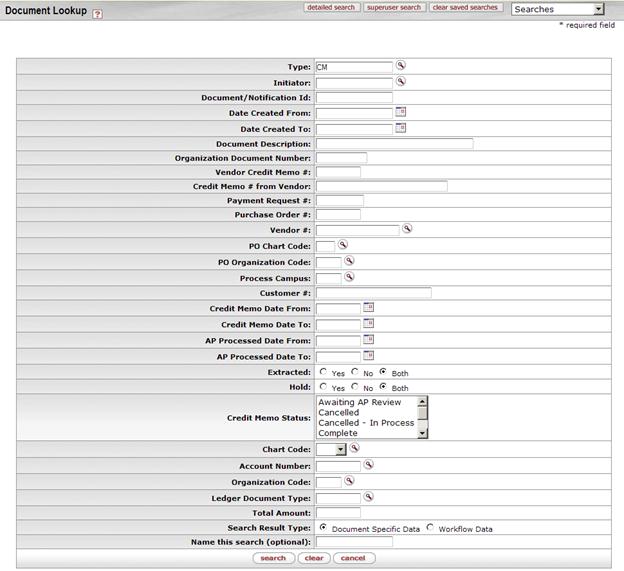 Document Lookup ?
detailed search superuser search clear saved searches Searches
* required field
Type: CM
Initiator:
Document/Notification Id:
Date Created From:
Date Created To:
Document Description:
Organization Document Number:
Vendor Credit Memo #:
Credit Memo # from Vendor:
Payment Request #:
Purchase Order #:
Vendor #:
PO Chart Code:
PO Organization Code:
Process Campus:
Customer #:
Credit Memo Date From:
Credit Memo Date To:
AP Processed Date From:
AP Processed Date To:
Extracted: Yes No Both
Hold: Yes No Both
Credit Memo Status:
Awaiting AP Review
Cancelled
Cancelled - In Process
Complete
Chart Code:
Account Number:
Organization Code:
Ledger Document Type:
Total Amount:
Search Result Type: Document Specific Data Workflow Data
Name this search (optional):
search clear cancel